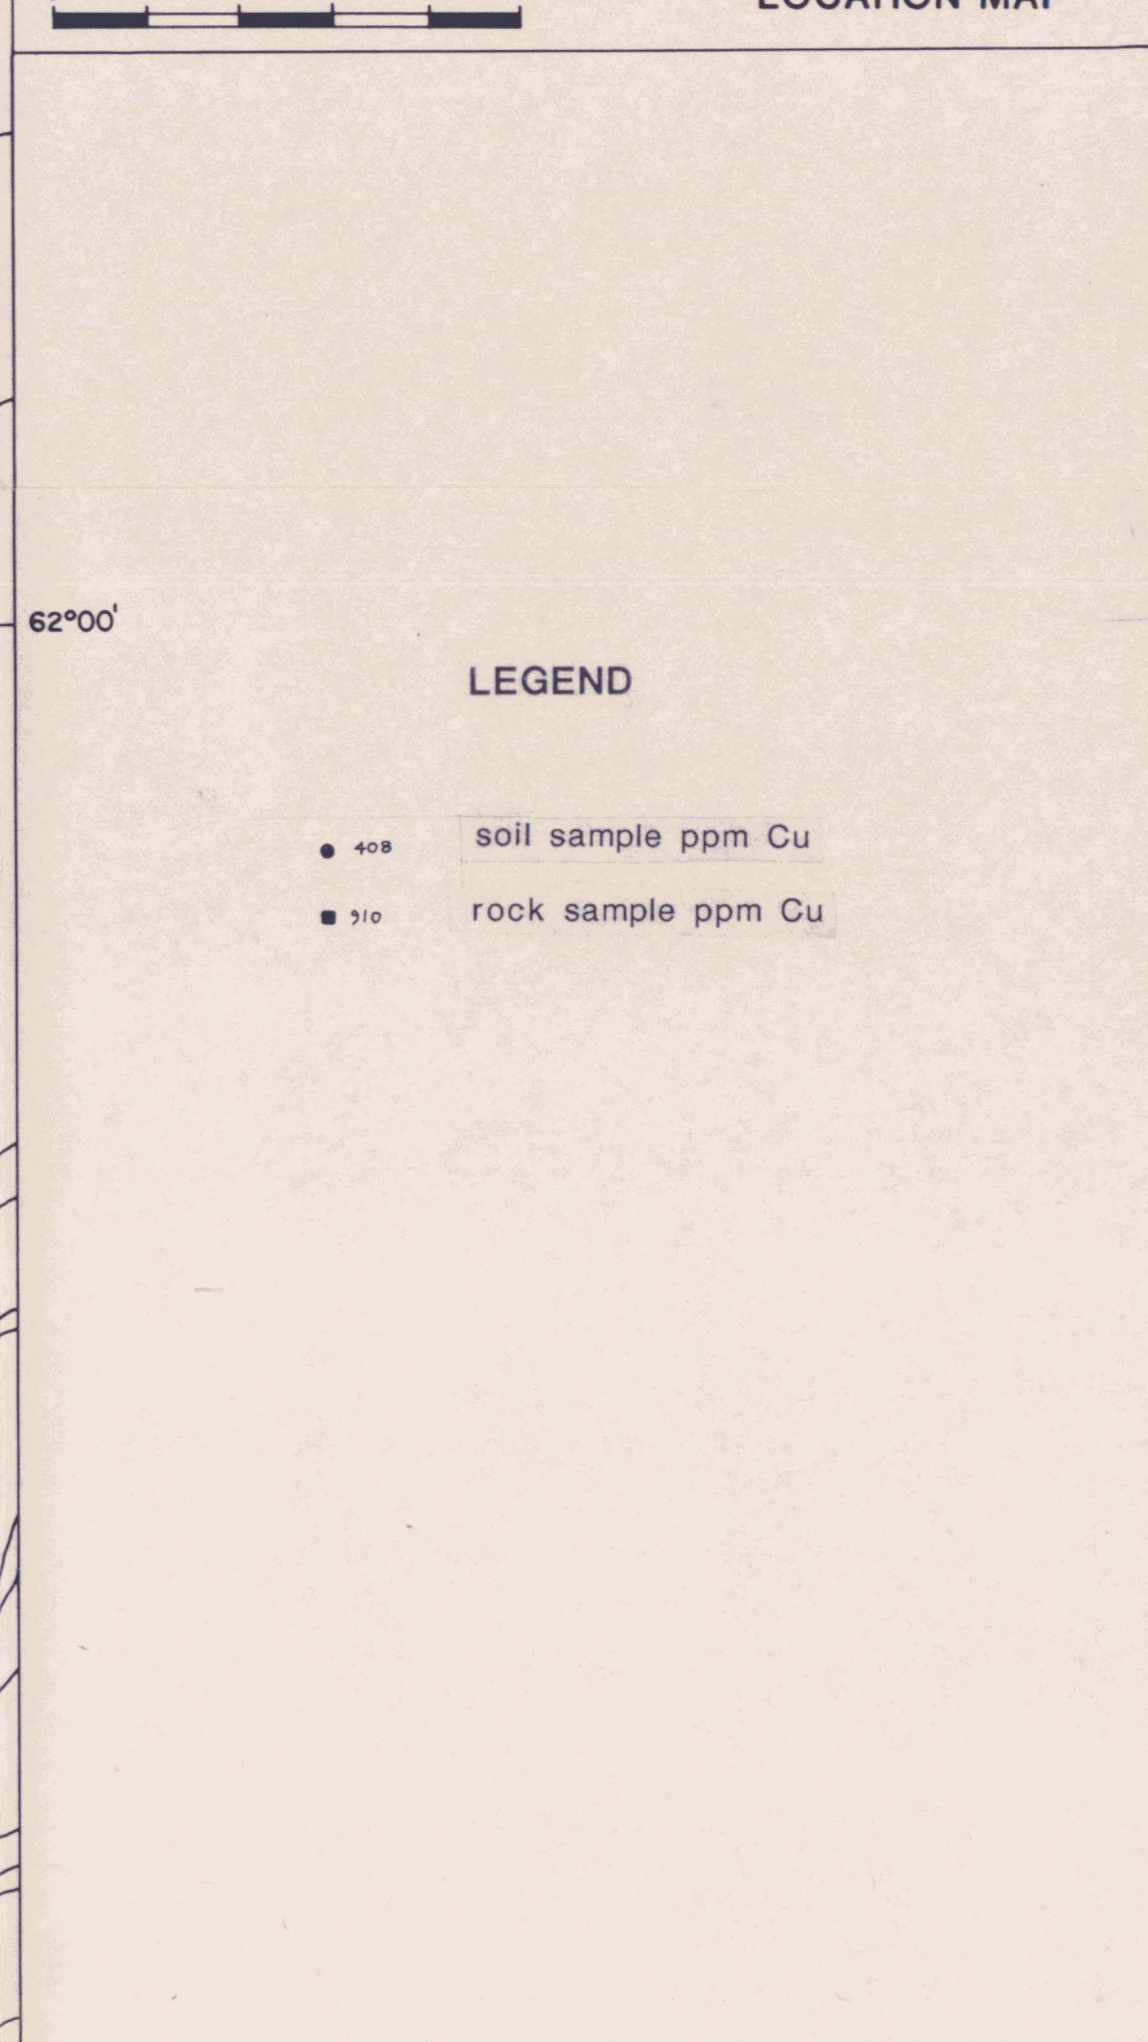 LOCATION MAP
62°00'
LEGEND
408 soil sample ppm Cu
910 rock sample ppm Cu